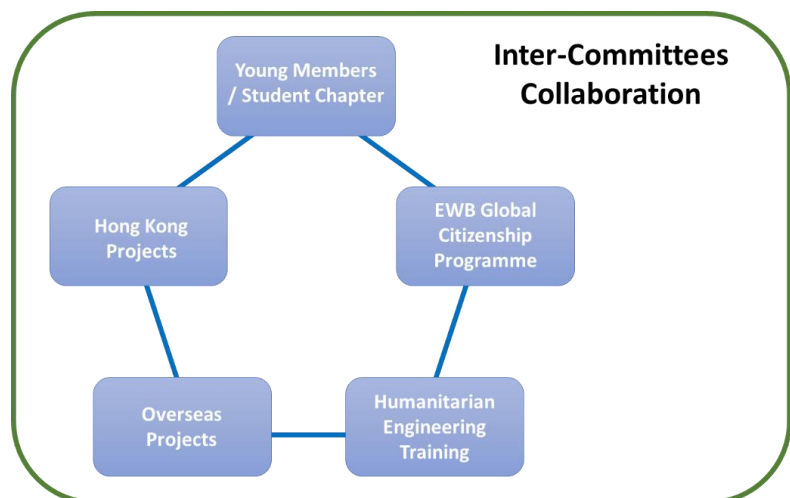 Inter-Committees
Collaboration
Young Members
/ Student Chapter
EWB Global
Citizenship
Programme
Humanitarian
Engineering
Training
Overseas
Projects
Hong Kong
Projects